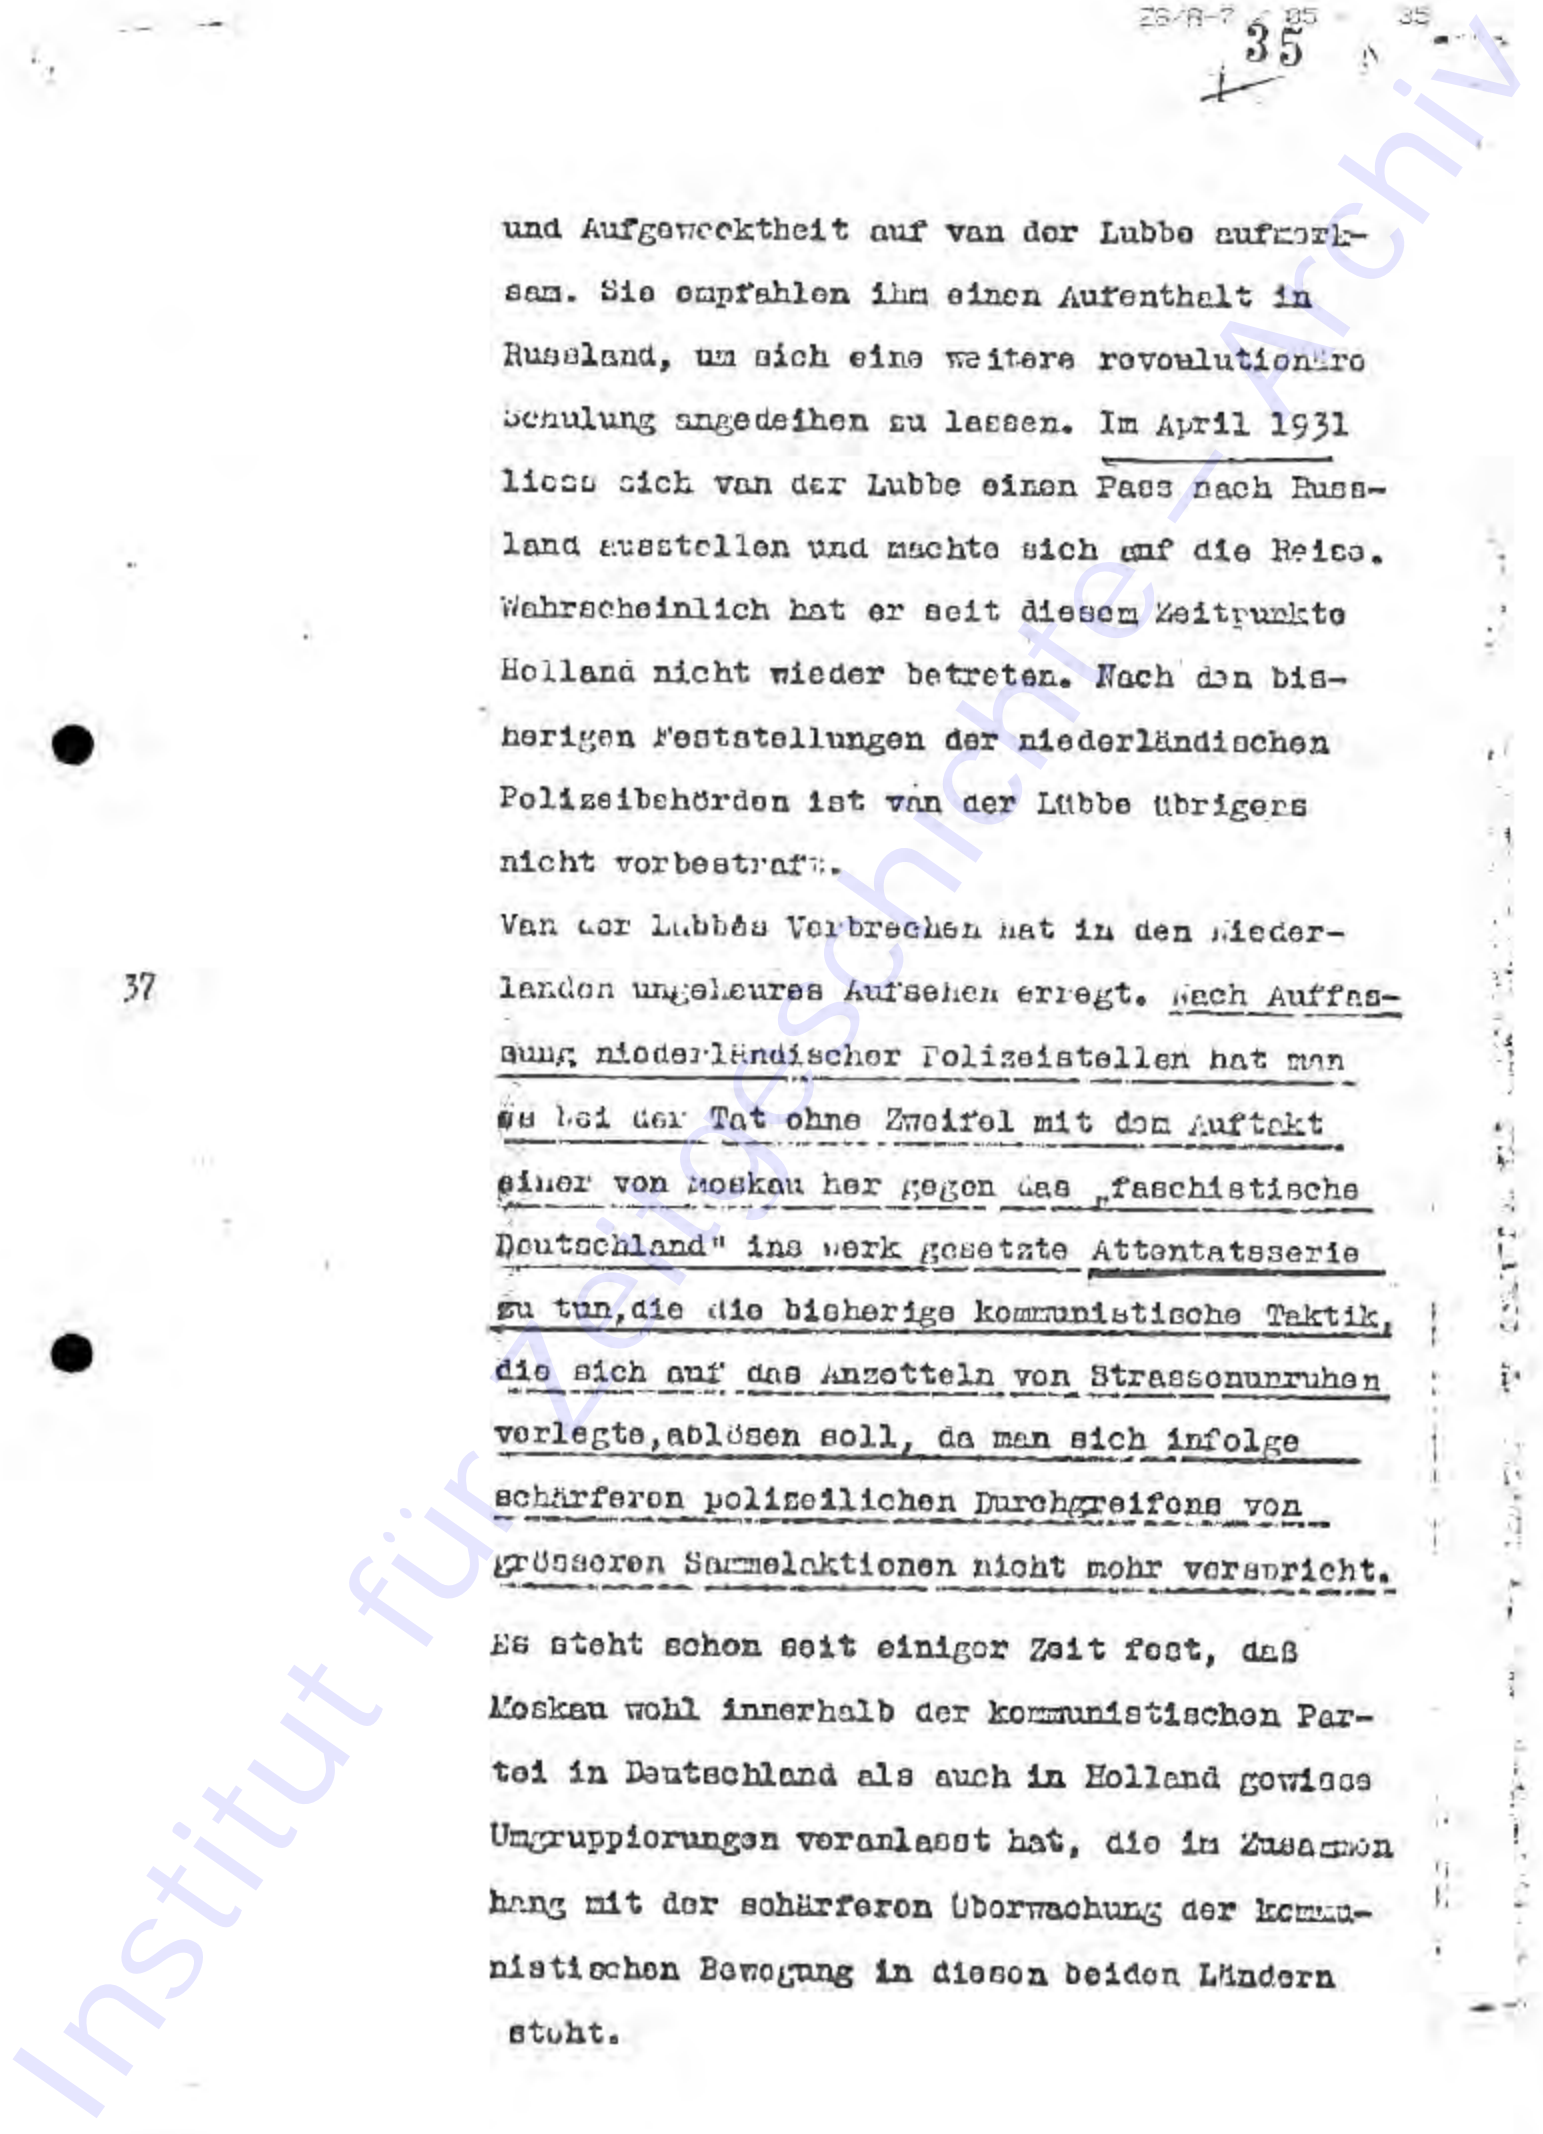 ZS/A-7 / 05 - 35
35
und Aufgewecktheit auf van der Lubbe aufmerk-
sam. Sie empfahlen ihm einen Aufenthalt in
Russland, um sich eine weitere revoulutionäre
Schulung angedeihen zu lassen. Im April 1931
liess sich van der Lubbe einen Pass nach Russ-
land ausstellen und machte sich auf die Reise.
Wahrscheinlich hat er seit diesem Zeitpunkte
Holland nicht wieder betreten. Nach den bis-
herigen Feststellungen der niederländischen
Polizeibehörden ist van der Lübbe übrigens
nicht vorbestraft.
Van der Lubbes Verbrechen hat in den Nieder-
37
landen ungeheures Aufsehen erregt. Nach Auffas-
sung niederländischer Polizeistellen hat man
es bei der Tat ohne Zweifel mit dem Auftakt
einer von Moskau her gegen das „faschistische
Deutschland" ins Werk gesetzte Attentatsserie
zu tun,die die bisherige kommunistische Taktik,
die sich auf das Anzetteln von Strassenunruhen
verlegte,ablösen soll, da man sich infolge
schärferen polizeilichen Durchgreifens von
grösseren Sammelaktionen nicht mehr verspricht.
Es steht schon seit einiger Zeit fest, daß
Moskau wohl innerhalb der kommunistischen Par-
tei in Deutschland als auch in Holland gewisse
Umgruppierungen veranlasst hat, die im Zusammen
hang mit der schärferen Überwachung der kommu-
nistischen Bewegung in diesen beiden Ländern
steht.
Institut für Zeitgeschichte - Archiv